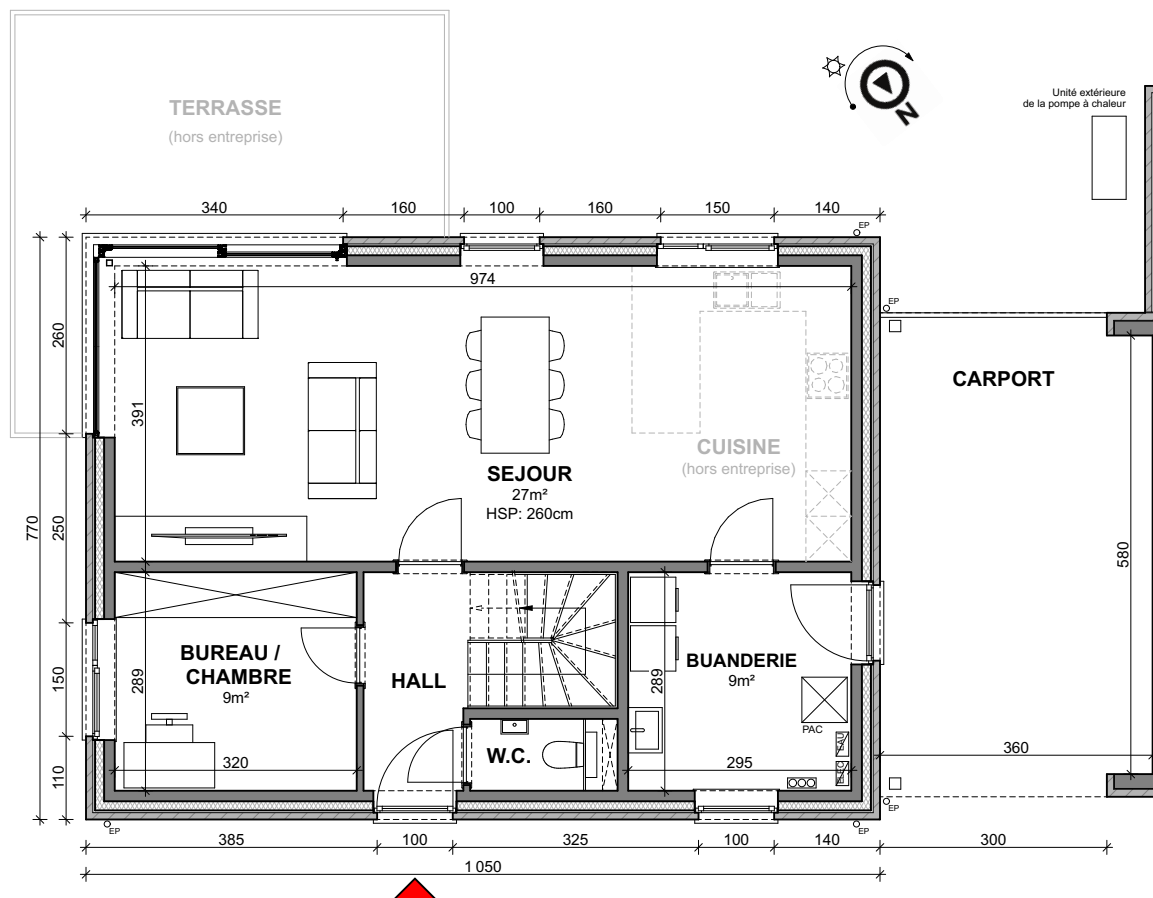 TERRASSE
(hors entreprise)
N
Unité extérieure
de la pompe à chaleur
340
160
100
160
150
140
EP
974
EP
260
391
CARPORT
CUISINE
(hors entreprise)
SEJOUR
27m²
HSP: 260cm
770
250
580
BUREAU /
CHAMBRE
9m²
289
150
HALL
BUANDERIE
9m²
289
PAC
W.C.
EAU
ELEC
320
295
360
110
EP
EP
EP
385
100
325
100
140
300
1 050